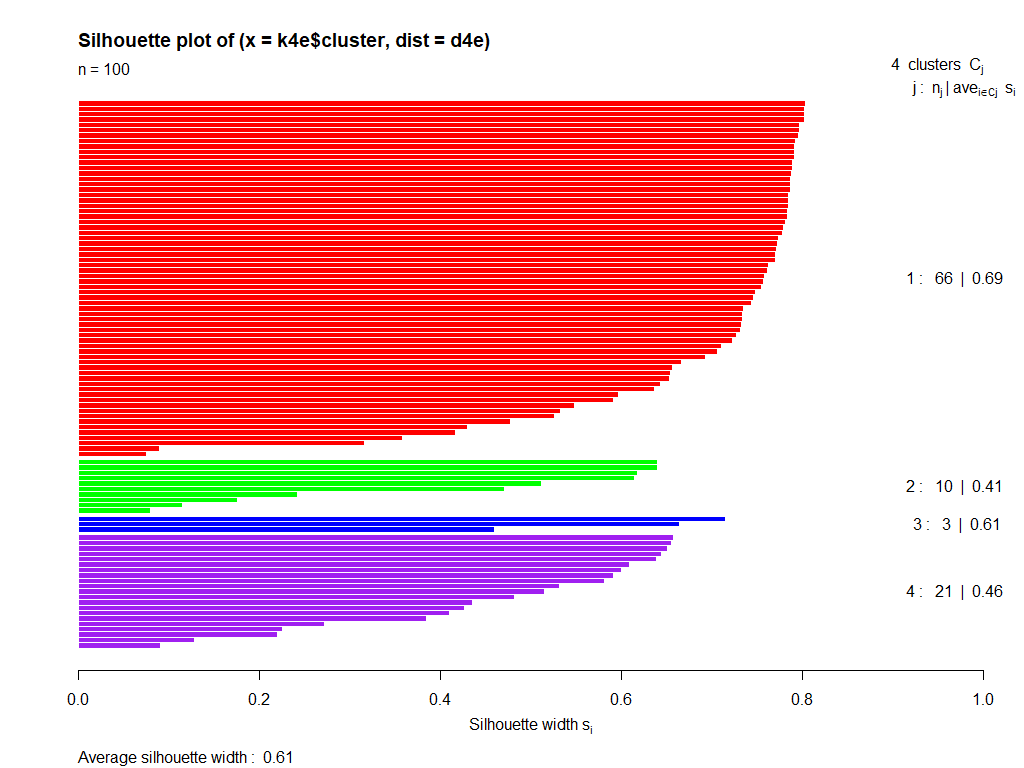 Silhouette plot of (x = k4e$cluster, dist = d4e)
n = 100
4 clusters Cj
j : nj | avei∈Cj si
1 : 66 | 0.69
2 : 10 | 0.41
3 : 3 | 0.61
4 : 21 | 0.46
0.0 0.2 0.4 0.6 0.8 1.0
Silhouette width si
Average silhouette width : 0.61